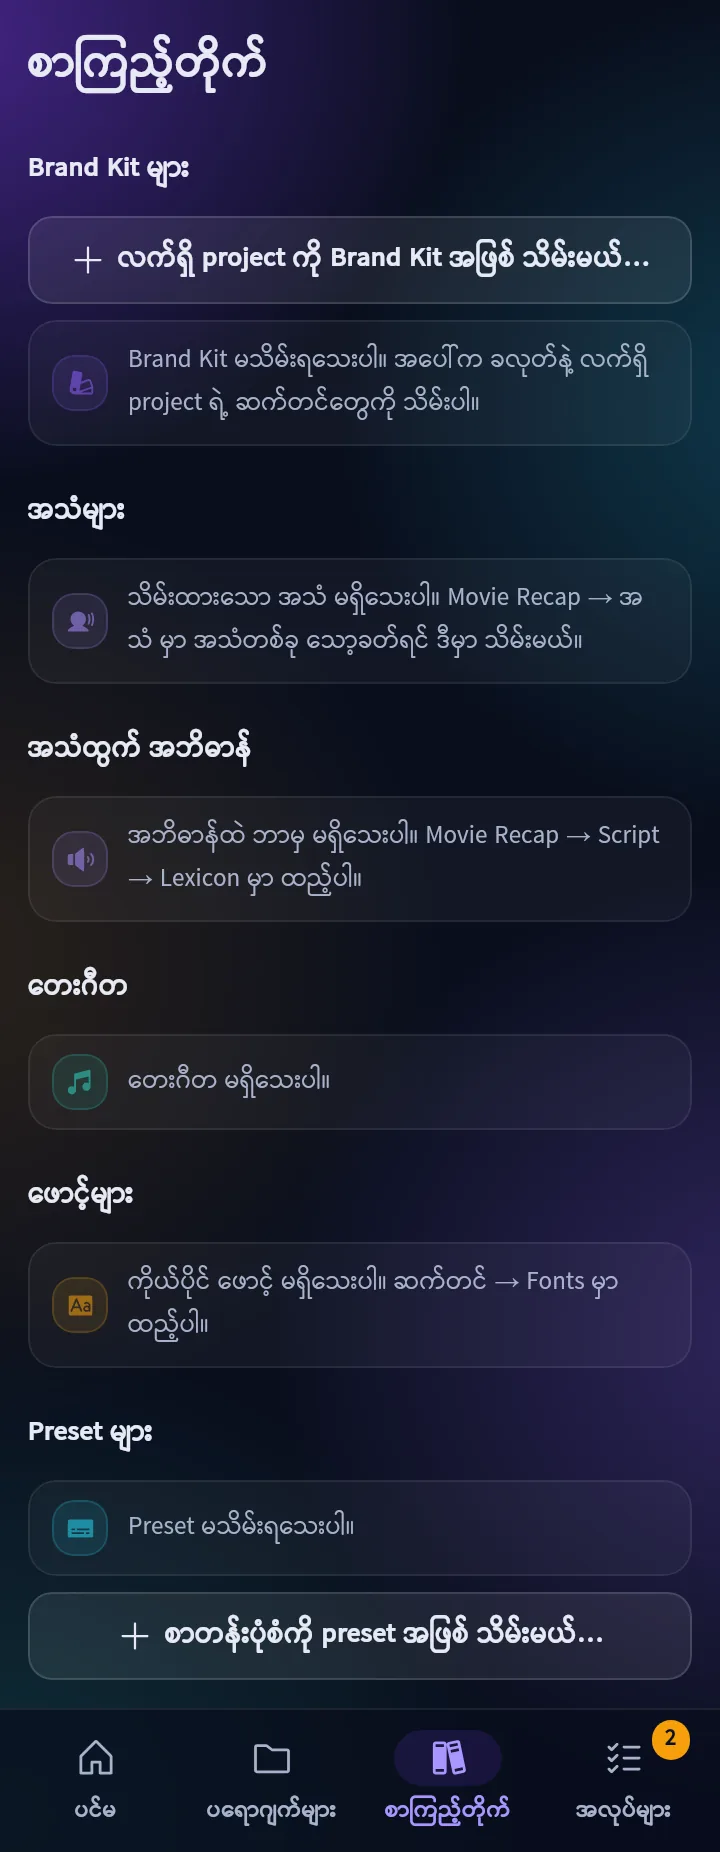 စာကြည့်တိုက်
Brand Kit များ
လက်ရှိ project ကို Brand Kit အဖြစ် သိမ်းမယ်…
Brand Kit မသိမ်းရသေးပါ။ အပေါ်က ခလုတ်နဲ့ လက်ရှိ
project ရဲ့ ဆက်တင်တွေကို သိမ်းပါ။
အသံများ
သိမ်းထားသော အသံ မရှိသေးပါ။ Movie Recap → အ
သံ မှာ အသံတစ်ခု သော့ခတ်ရင် ဒီမှာ သိမ်းမယ်။
အသံထွက် အဘိဓာန်
အဘိဓာန်ထဲ ဘာမှ မရှိသေးပါ။ Movie Recap → Script
→ Lexicon မှာ ထည့်ပါ။
တေးဂီတ
တေးဂီတ မရှိသေးပါ။
ဖောင့်များ
Aa
ကိုယ်ပိုင် ဖောင့် မရှိသေးပါ။ ဆက်တင် → Fonts မှာ
ထည့်ပါ။
Preset များ
Preset မသိမ်းရသေးပါ။
စာတန်းပုံစံကို preset အဖြစ် သိမ်းမယ်…
2
ပင်မ
ပရောဂျက်များ
စာကြည့်တိုက်
အလုပ်များ